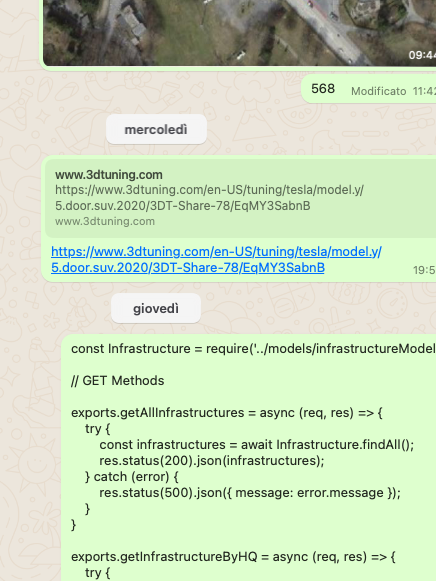 09:44
568 Modificato 11:42
mercoledì
www.3dtuning.com
https://www.3dtuning.com/en-US/tuning/tesla/model.y/
5.door.suv.2020/3DT-Share-78/EqMY3SabnB
www.3dtuning.com
https://www.3dtuning.com/en-US/tuning/tesla/model.y/
5.door.suv.2020/3DT-Share-78/EqMY3SabnB
19:5
giovedì
const Infrastructure = require('../models/infrastructureModel
// GET Methods
exports.getAllInfrastructures = async (req, res) => {
try {
const infrastructures = await Infrastructure.findAll();
res.status(200).json(infrastructures);
} catch (error) {
res.status(500).json({ message: error.message });
}
}
exports.getInfrastructureByHQ = async (req, res) => {
try {